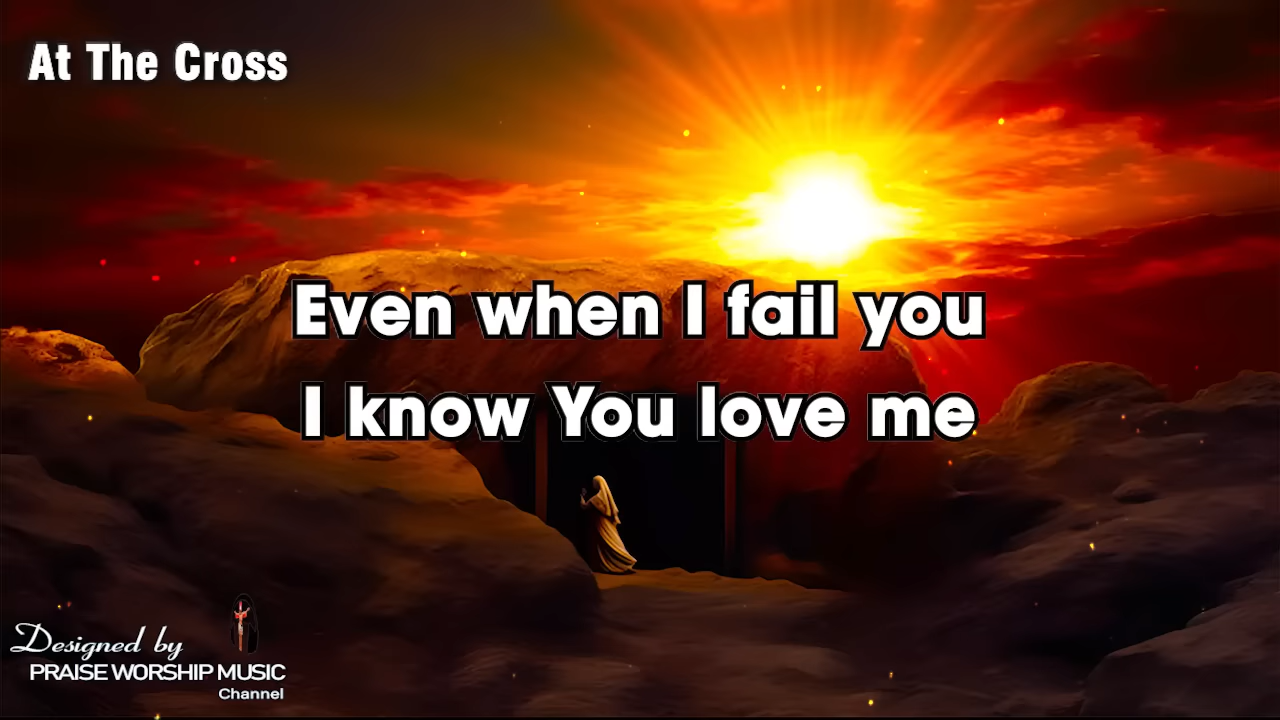 At The Cross
Even when I fail you
I know You love me
Designed by
PRAISE WORSHIP MUSIC
Channel